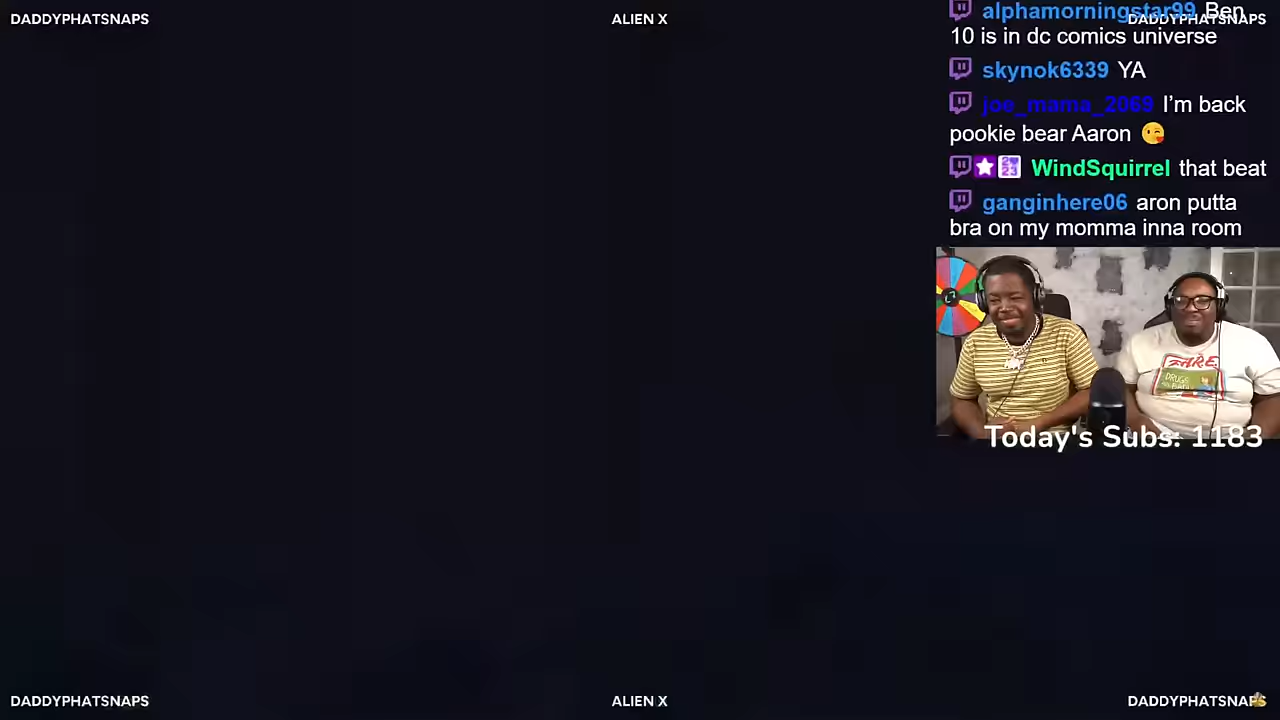 DADDYPHATSNAPS
ALIEN X
DADDYPHATSNAPS
alphamorningstar99 Ben
10 is in dc comics universe
skynok6339 YA
joe_mama_2069 I’m back
pookie bear Aaron 😘
WindSquirrel that beat
ganginhere06 aron putta
bra on my momma inna room
DRUGS
Today's Subs: 1183
DADDYPHATSNAPS
ALIEN X
DADDYPHATSNAPS